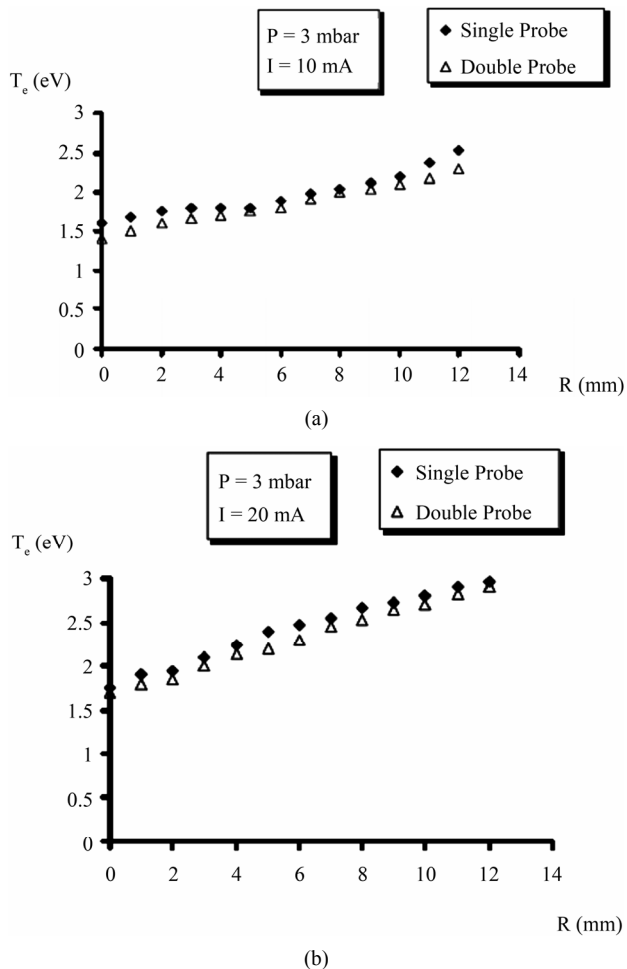 P = 3 mbar
I = 10 mA
Single Probe
Double Probe
Te (eV)
3
2.5
2
1.5
1
0.5
0
0 2 4 6 8 10 12 14
R (mm)
(a)
P = 3 mbar
I = 20 mA
Single Probe
Double Probe
Te (eV)
3
2.5
2
1.5
1
0.5
0
0 2 4 6 8 10 12 14
R (mm)
(b)